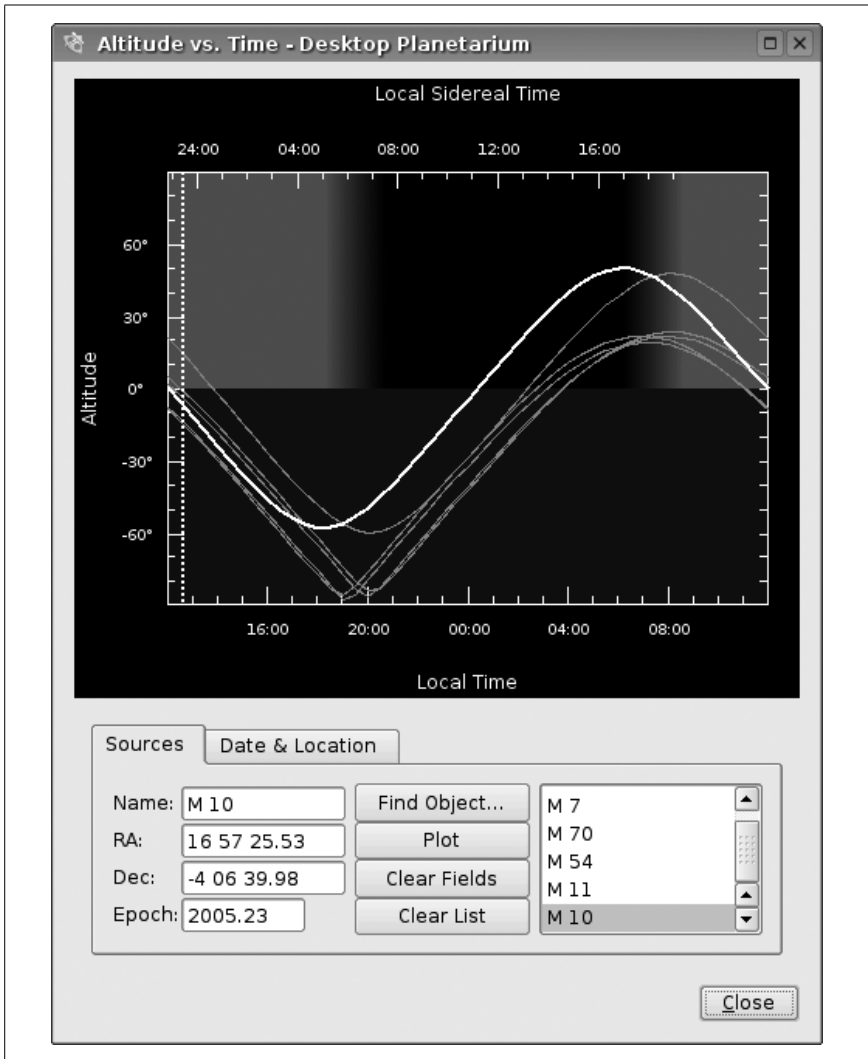 Altitude vs. Time - Desktop Planetarium
Local Sidereal Time
24:00 04:00 08:00 12:00 16:00
60°
30°
0°
-30°
-60°
Altitude
16:00 20:00 00:00 04:00 08:00
Local Time
Sources Date & Location
Name: M 10 Find Object... M 7
RA: 16 57 25.53 Plot M 70
Dec: -4 06 39.98 Clear Fields M 54
Epoch: 2005.23 Clear List M 11
M 10
Close